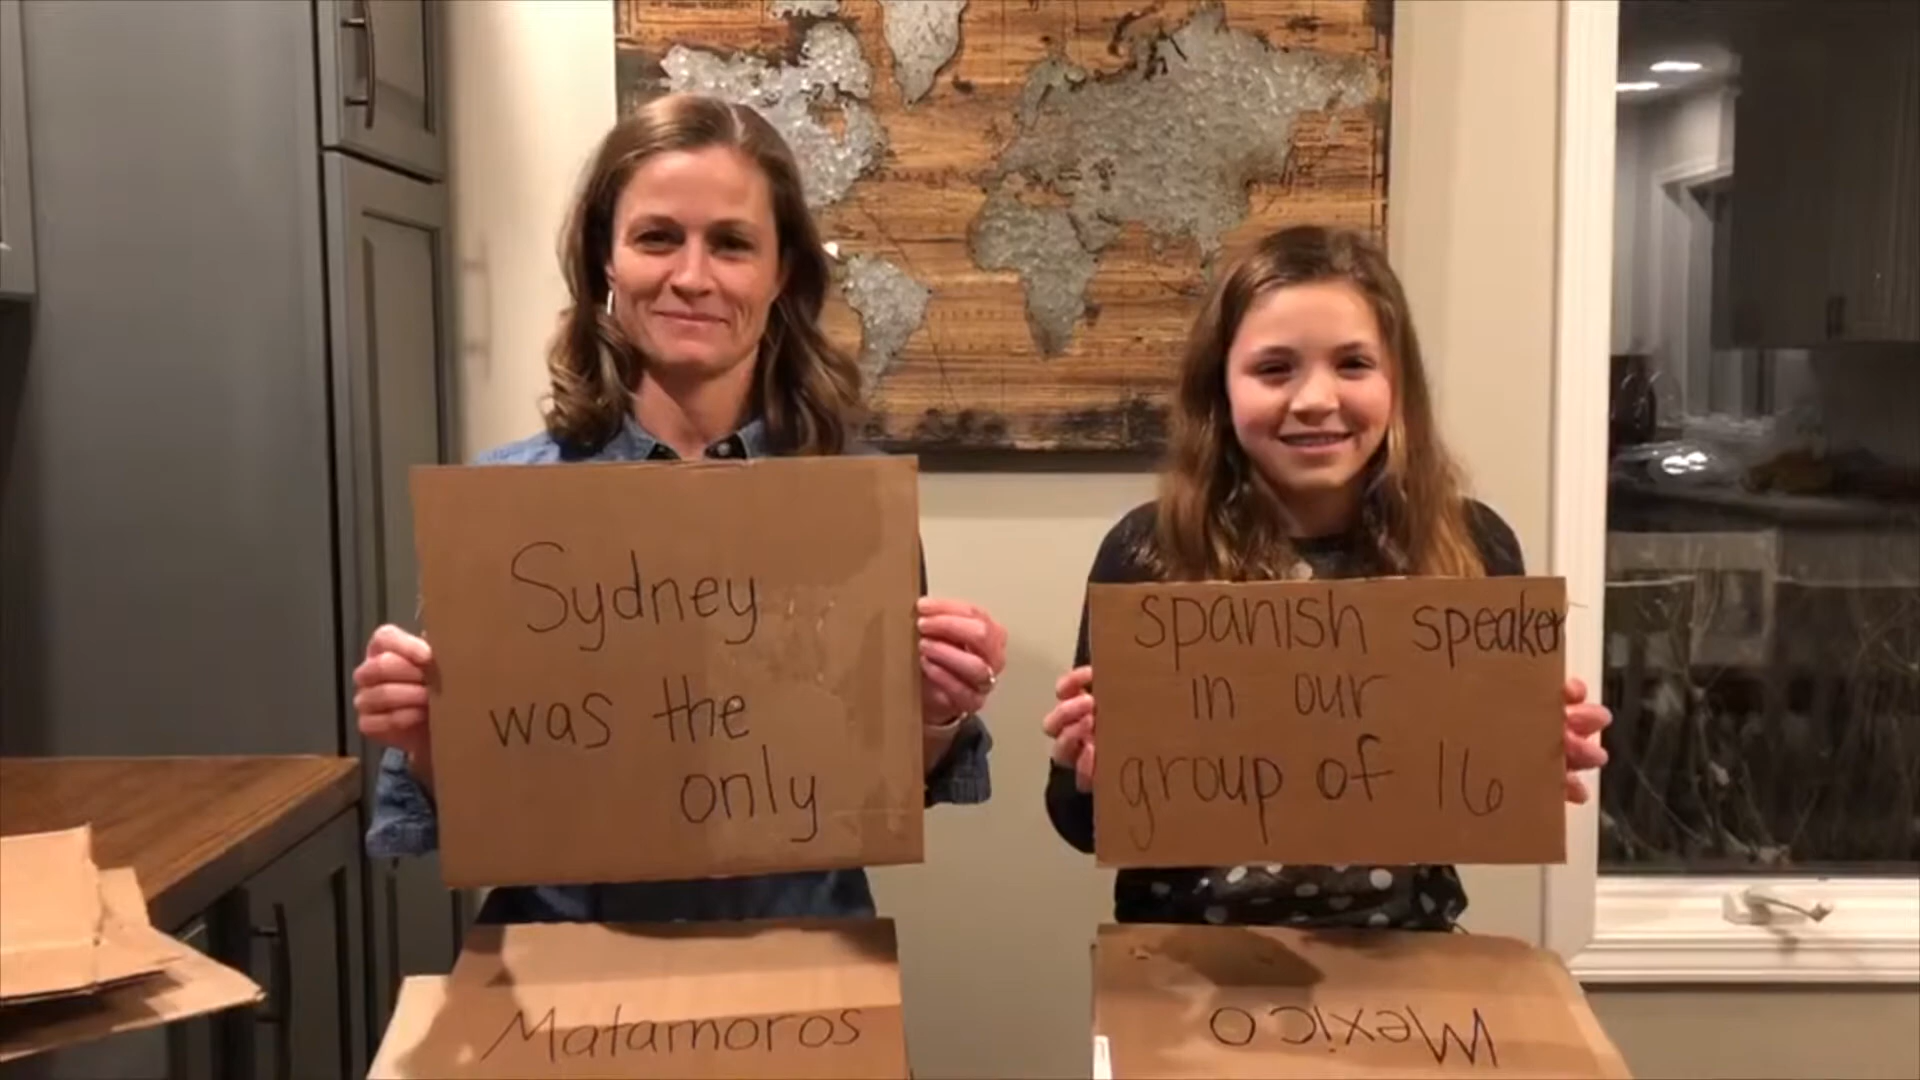 Sydney
was the
only
spanish speaker
in our
group of 16
Matamoros
Mexico